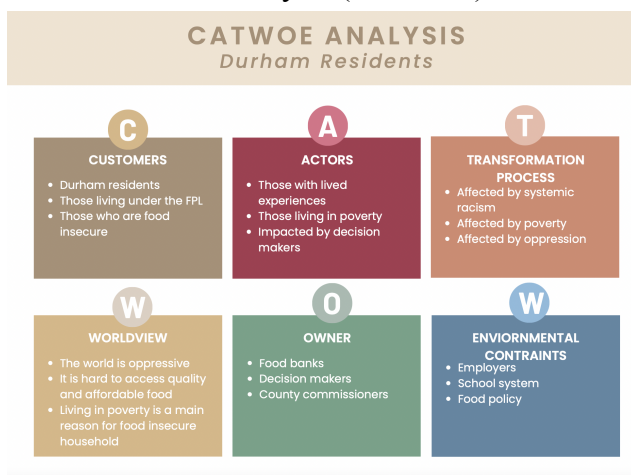 CATWOE ANALYSIS
Durham Residents
C
CUSTOMERS
• Durham residents
• Those living under the FPL
• Those who are food
insecure
A
ACTORS
• Those with lived
experiences
• Those living in poverty
• Impacted by decision
makers
T
TRANSFORMATION
PROCESS
• Affected by systemic
racism
• Affected by poverty
• Affected by oppression
W
WORLDVIEW
• The world is oppressive
• It is hard to access quality
and affordable food
• Living in poverty is a main
reason for food insecure
household
O
OWNER
• Food banks
• Decision makers
• County commissioners
W
ENVIORNMENTAL
CONTRAINTS
• Employers
• School system
• Food policy